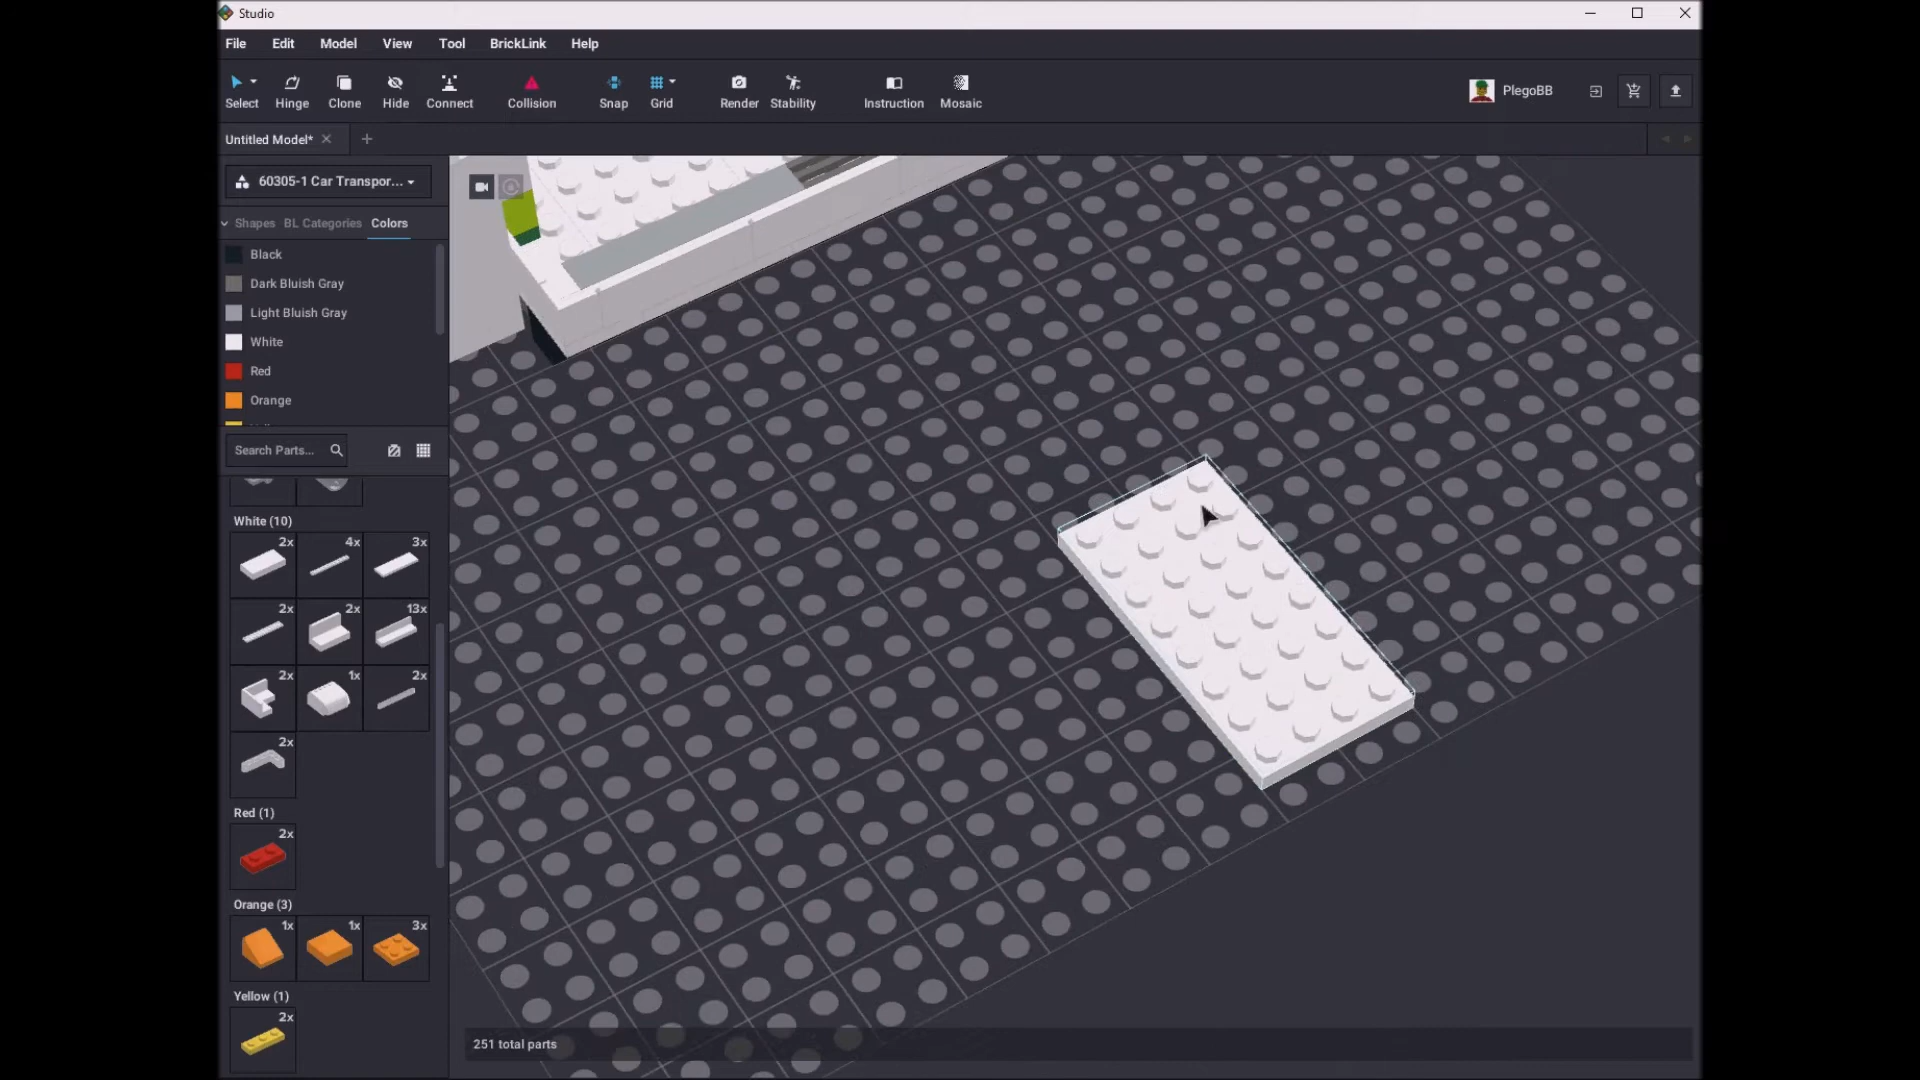 Studio
File Edit Model View Tool BrickLink Help
Select Hinge Clone Hide Connect Collision Snap Grid Render Stability Instruction Mosaic
PlegoBB
Untitled Model*
60305-1 Car Transpor...
Shapes BL Categories Colors
Black
Dark Bluish Gray
Light Bluish Gray
White
Red
Orange
Search Parts...
White (10)
2x 4x 3x
2x 2x 13x
2x 1x 2x
2x
Red (1)
2x
Orange (3)
1x 1x 3x
Yellow (1)
2x
251 total parts